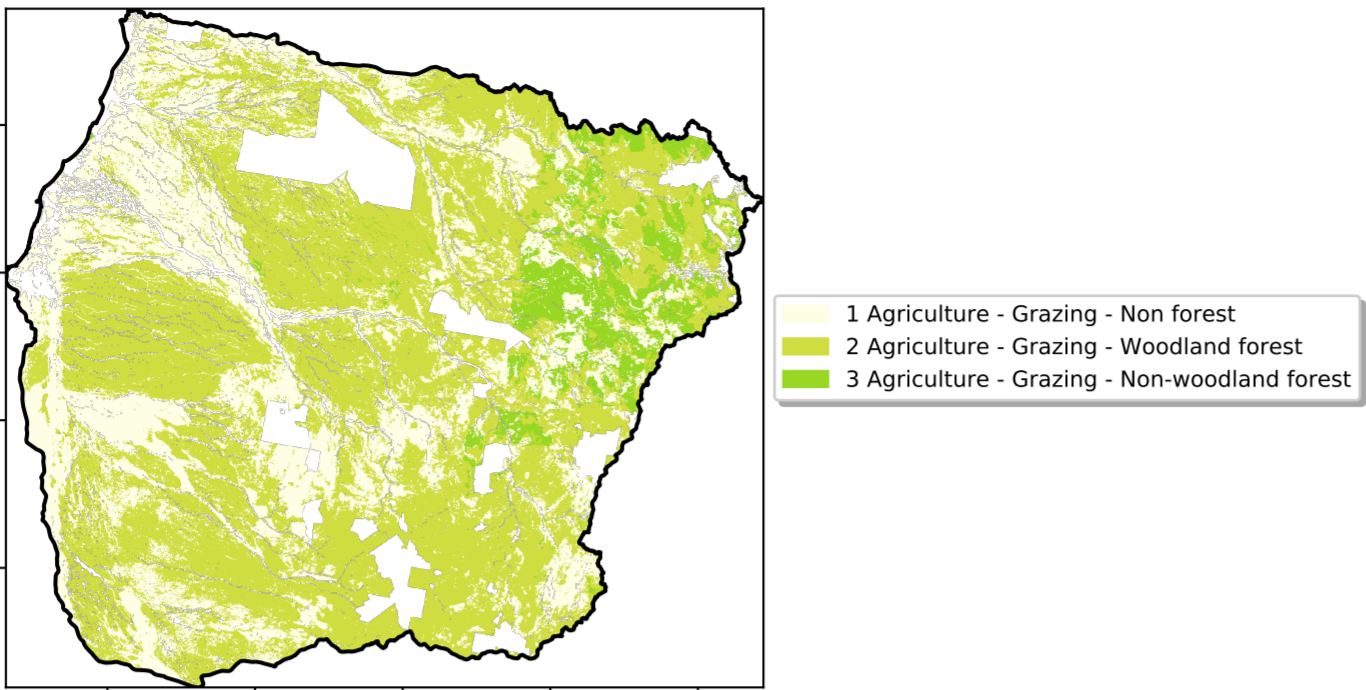 1 Agriculture - Grazing - Non forest
2 Agriculture - Grazing - Woodland forest
3 Agriculture - Grazing - Non-woodland forest